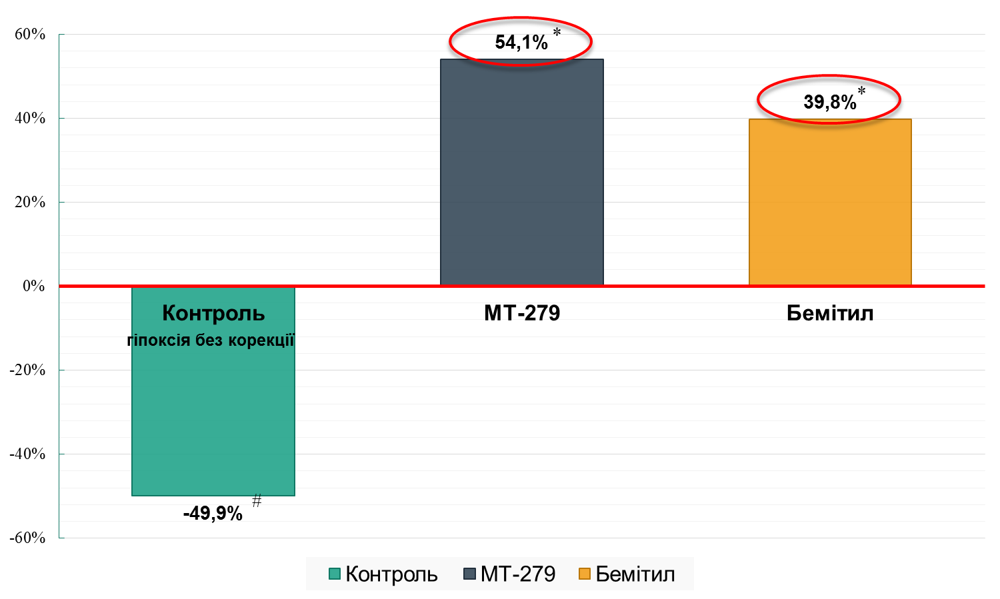 60%
40%
20%
0%
-20%
-40%
-60%
54,1% *
39,8%*
Контроль
гіпоксія без корекції
МТ-279
Бемітил
-49,9% #
Контроль МТ-279 Бемітил